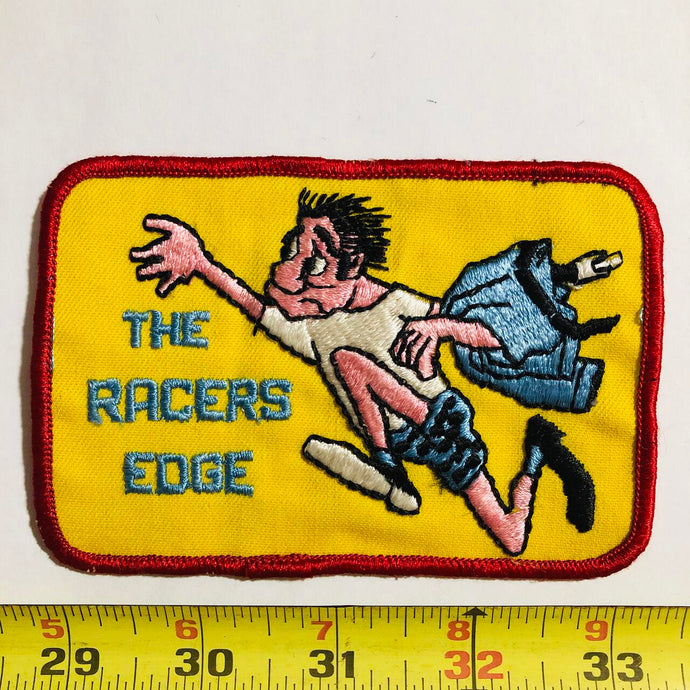 THE
RACERS
EDGE
5 6 7 8 9
29 30 31 32 33